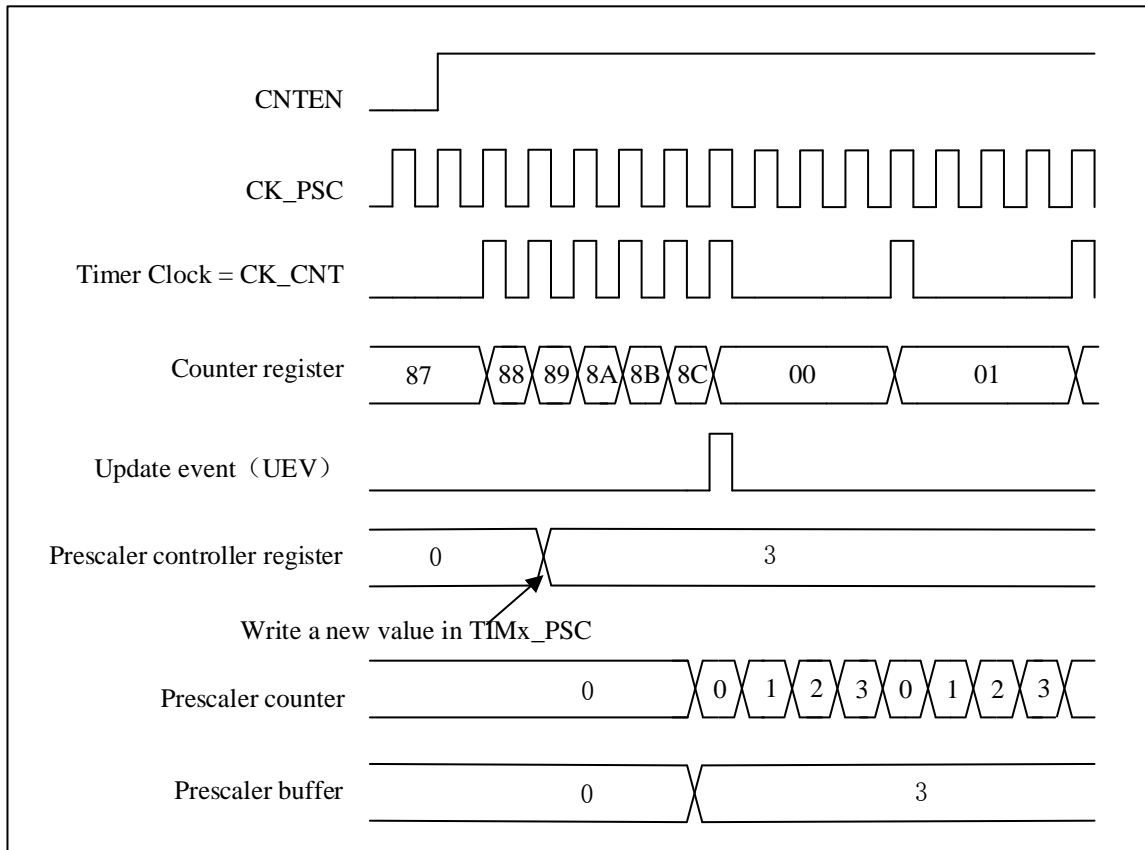 CNTEN
CK_PSC
Timer Clock = CK_CNT
Counter register
87 88 89 8A 8B 8C 00 01
Update event（UEV）
Prescaler controller register
0 3
Write a new value in TIMx_PSC
Prescaler counter
0 0 1 2 3 0 1 2 3
Prescaler buffer
0 3